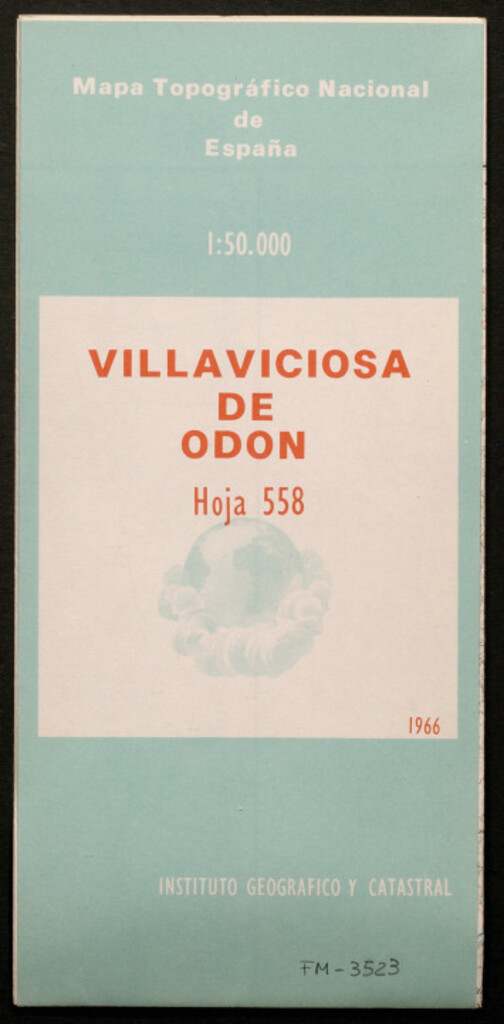 Mapa Topográfico Nacional
de
España
1:50.000
VILLAVICIOSA
DE
ODON
Hoja 558
1966
INSTITUTO GEOGRAFICO Y CATASTRAL
FM-3523